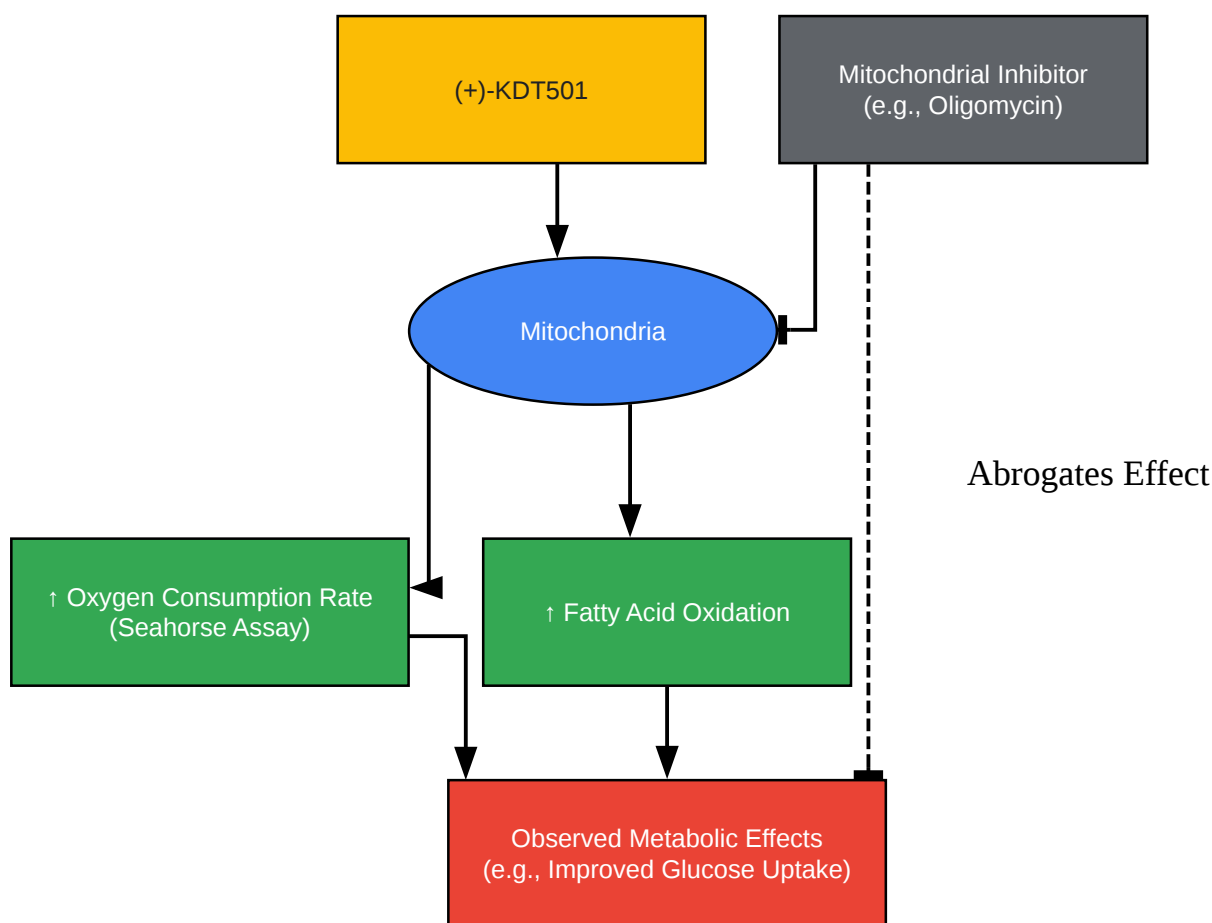 (+)-KDT501
Mitochondrial Inhibitor
(e.g., Oligomycin)
Mitochondria
Abrogates Effect
↑ Oxygen Consumption Rate
(Seahorse Assay)
↑ Fatty Acid Oxidation
Observed Metabolic Effects
(e.g., Improved Glucose Uptake)